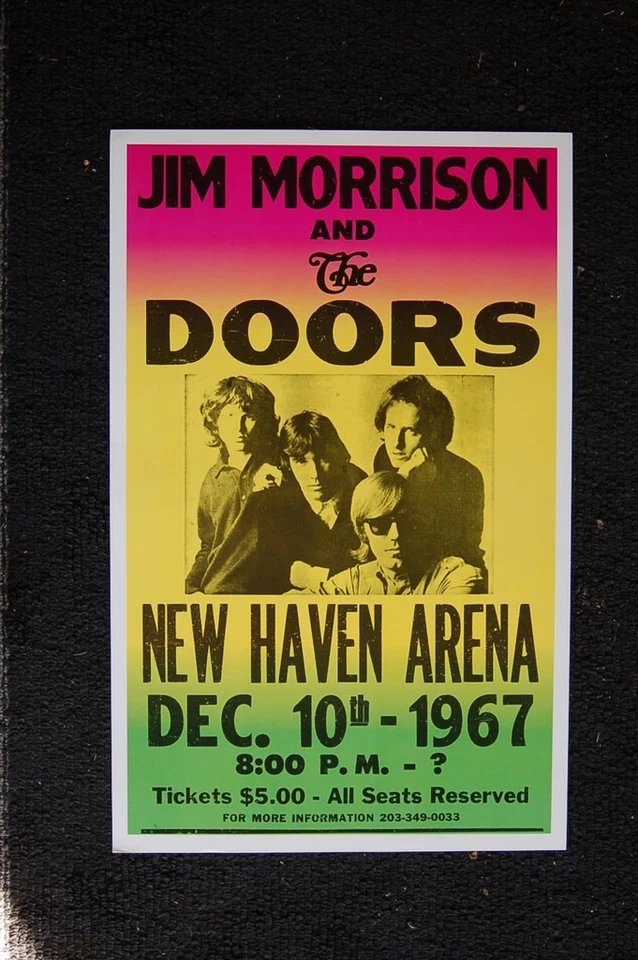 JIM MORRISON
AND
The
DOORS
NEW HAVEN ARENA
DEC. 10th - 1967
8:00 P.M. - ?
Tickets $5.00 - All Seats Reserved
FOR MORE INFORMATION 203-349-0033